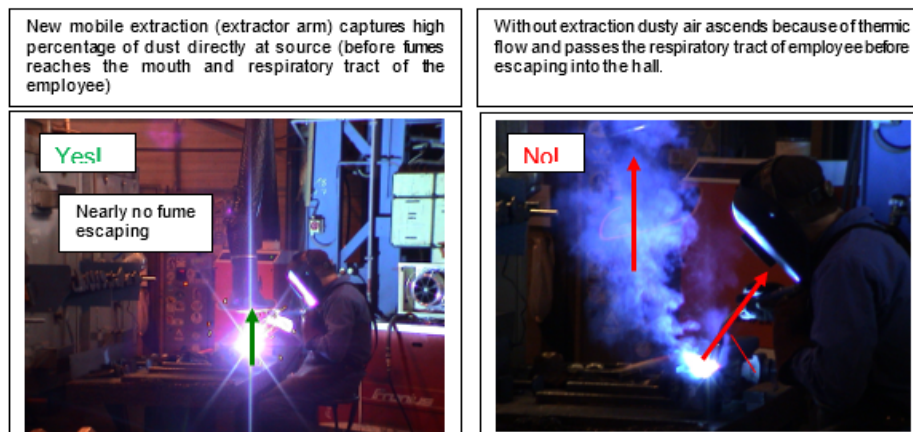 New mobile extraction (extractor arm) captures high
percentage of dust directly at source (before fumes
reaches the mouth and respiratory tract of the
employee)
Without extraction dusty air ascends because of thermic
flow and passes the respiratory tract of employee before
escaping into the hall.
Yes!
Nearly no fume
escaping
No!
Fronius